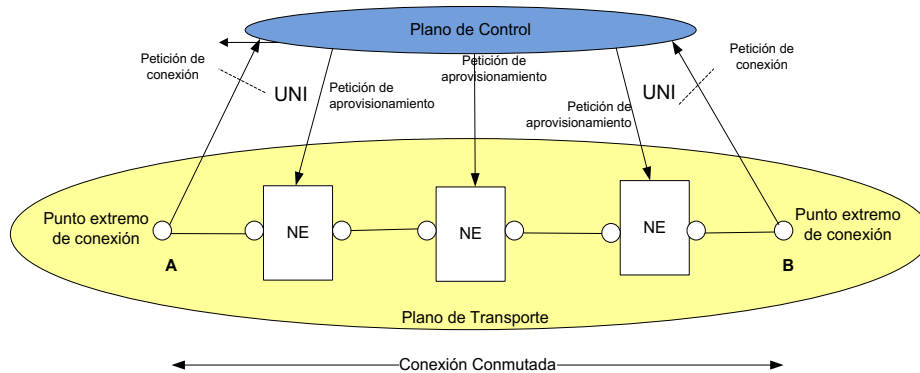 Plano de Control
Petición de
conexión
UNI
Petición de
aprovisionamiento
Petición de
aprovisionamiento
Petición de
aprovisionamiento
UNI
Petición de
conexión
Punto extremo
de conexión
A
NE
NE
NE
Punto extremo
de conexión
B
Plano de Transporte
Conexión Conmutada